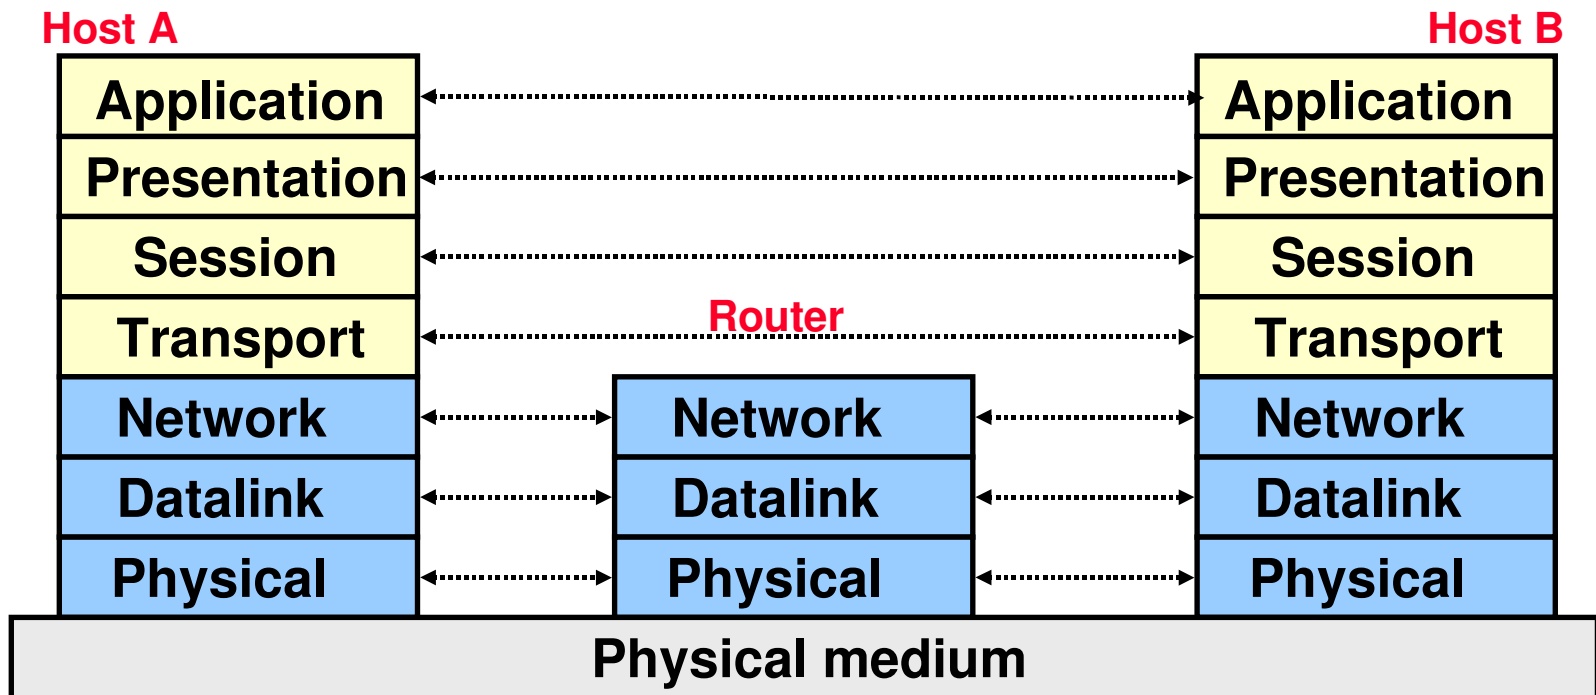 Host A
Host B
Application
Application
Presentation
Presentation
Session
Session
Router
Transport
Transport
Network
Network
Network
Datalink
Datalink
Datalink
Physical
Physical
Physical
Physical medium